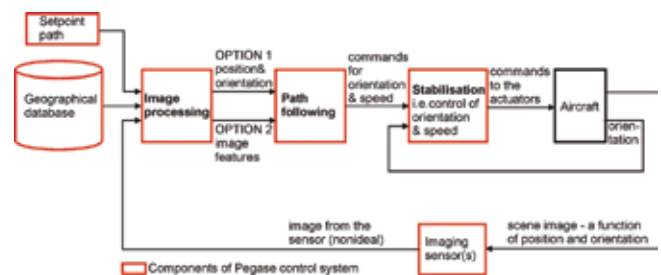 Setpoint
path
Geographical
database
Image
processing
OPTION 1
position&
orientation
OPTION 2
image
features
Path
following
commands
for
orientation
& speed
Stabilisation
i.e.control of
orientation
& speed
commands
to the
actuators
Aircraft
orien-
tation
image from the
sensor (nonideal)
Imaging
sensor(s)
scene image - a function
of position and orientation
Components of Pegase control system